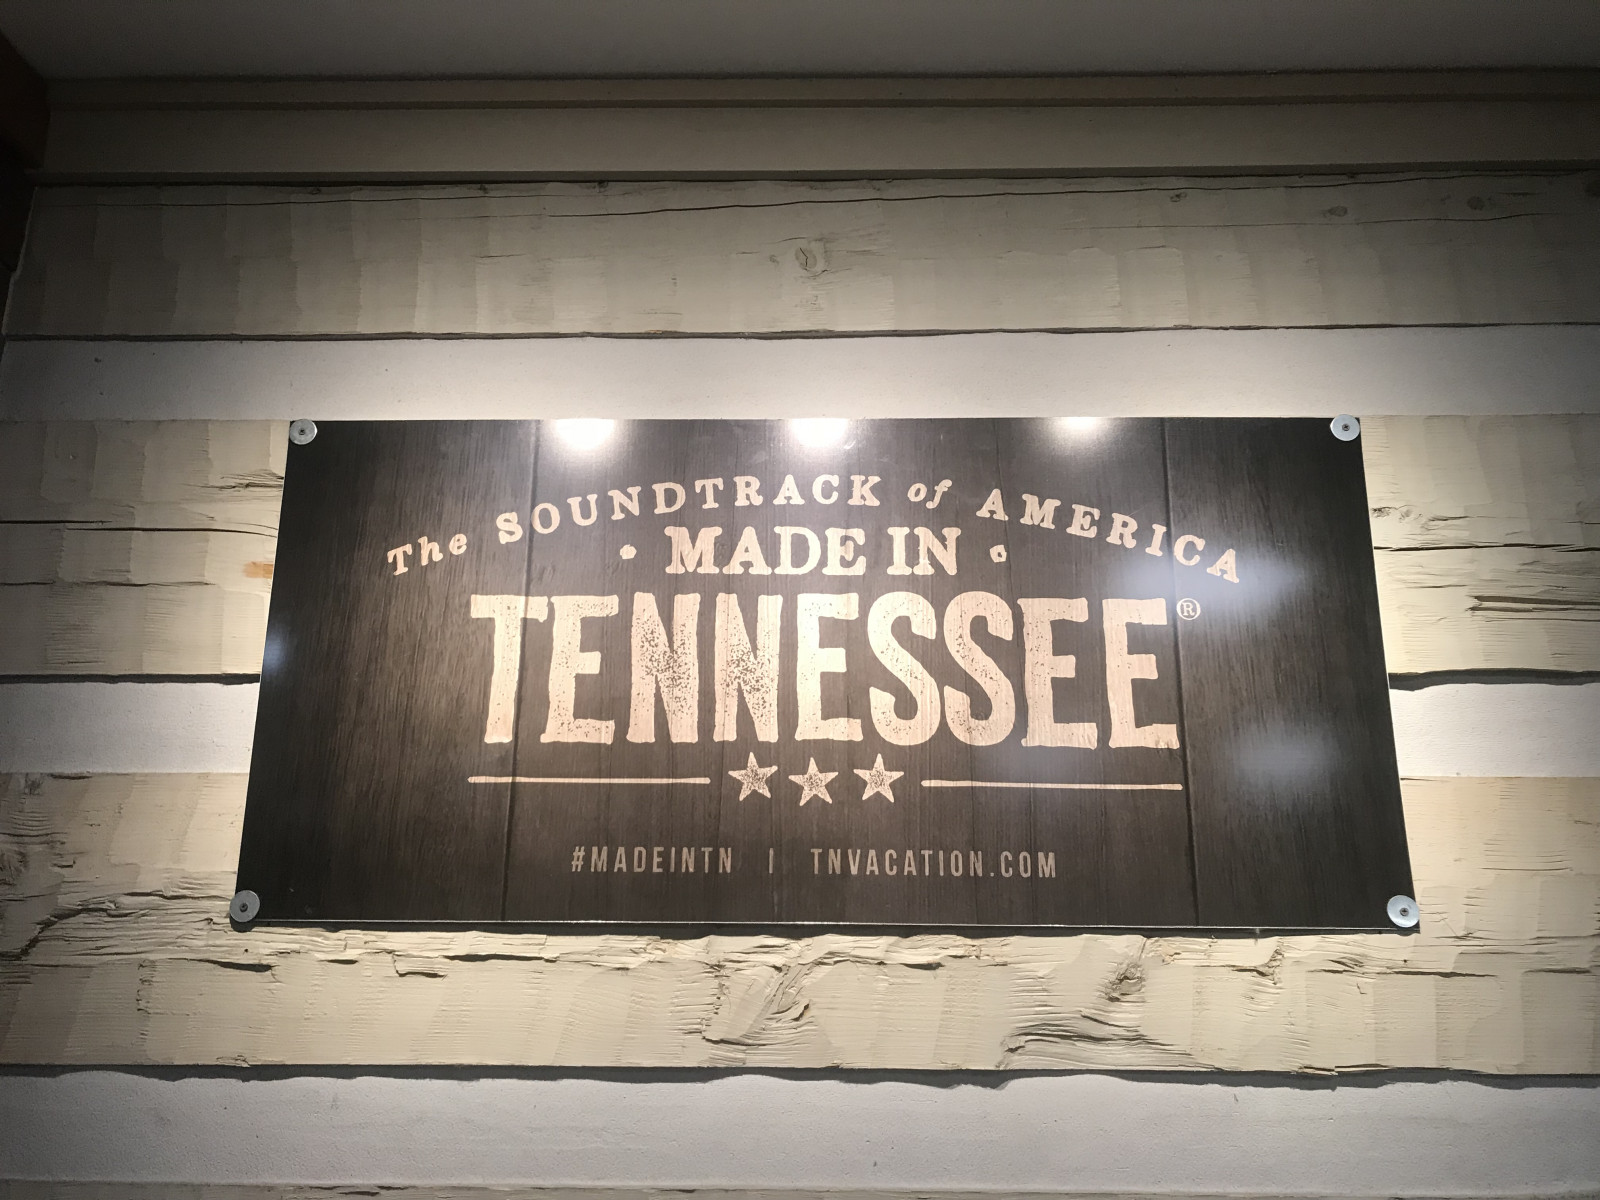 The SOUNDTRACK of AMERICA
• MADE IN •
TENNESSEE®
#MADEINTN | TNVACATION.COM